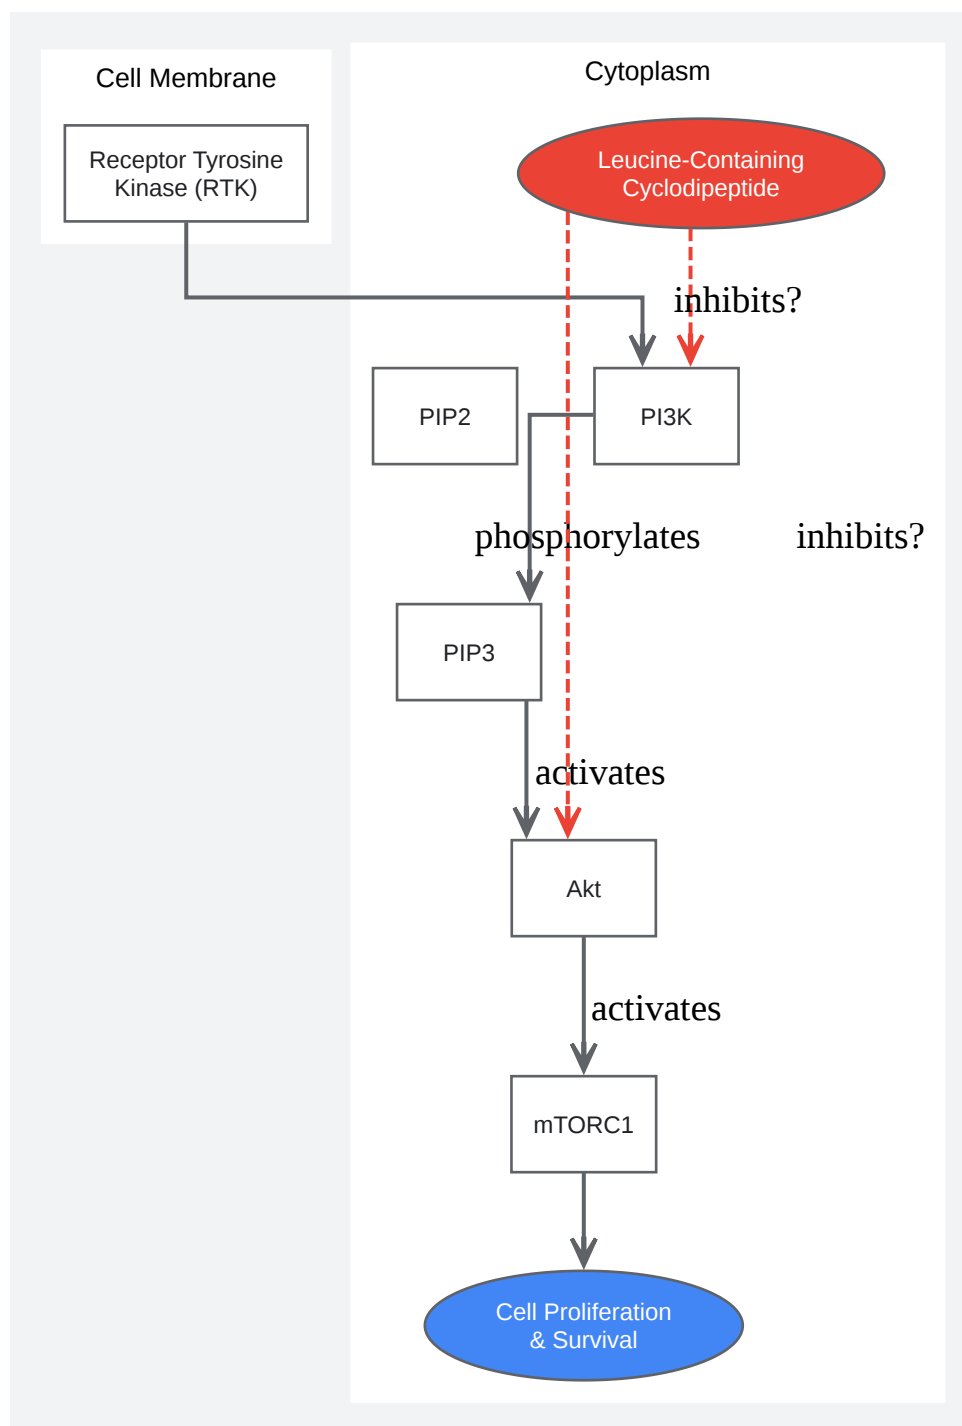 Cell Membrane
Cytoplasm
Receptor Tyrosine
Kinase (RTK)
Leucine-Containing
Cyclodipeptide
inhibits?
PIP2
PI3K
phosphorylates
inhibits?
PIP3
activates
Akt
activates
mTORC1
Cell Proliferation
& Survival